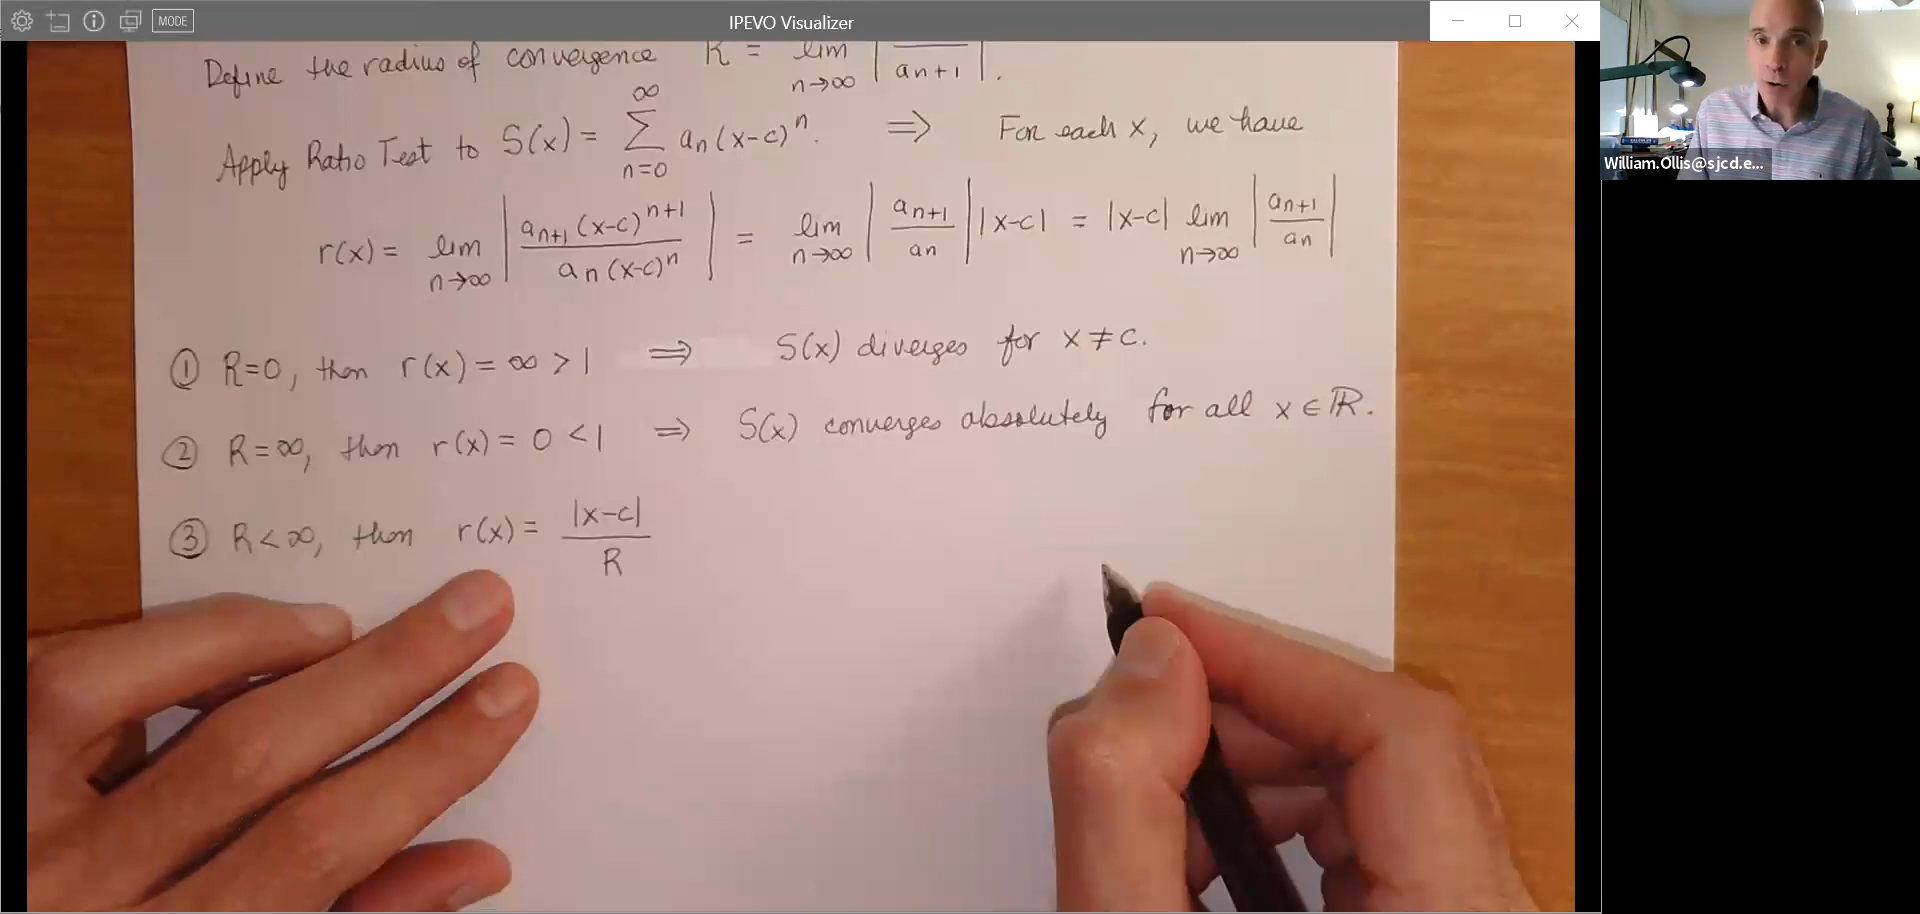 MODE
IPEVO Visualizer
William.Ollis@sjcd.e...
Define the radius of convergence R = lim n→∞ | / an+1 |.
Apply Ratio Test to S(x) = ∞ Σ n=0 an (x-c)^n. ⇒ For each x, we have
r(x) = lim n→∞ | an+1 (x-c)^n+1 / an (x-c)^n | = lim n→∞ | an+1 / an | |x-c| = |x-c| lim n→∞ | an+1 / an |
① R=0, then r(x) = ∞ > 1 ⇒ S(x) diverges for x ≠ c.
② R=∞, then r(x) = 0 < 1 ⇒ S(x) converges absolutely for all x ∈ ℝ.
③ R<∞, then r(x) = |x-c| / R